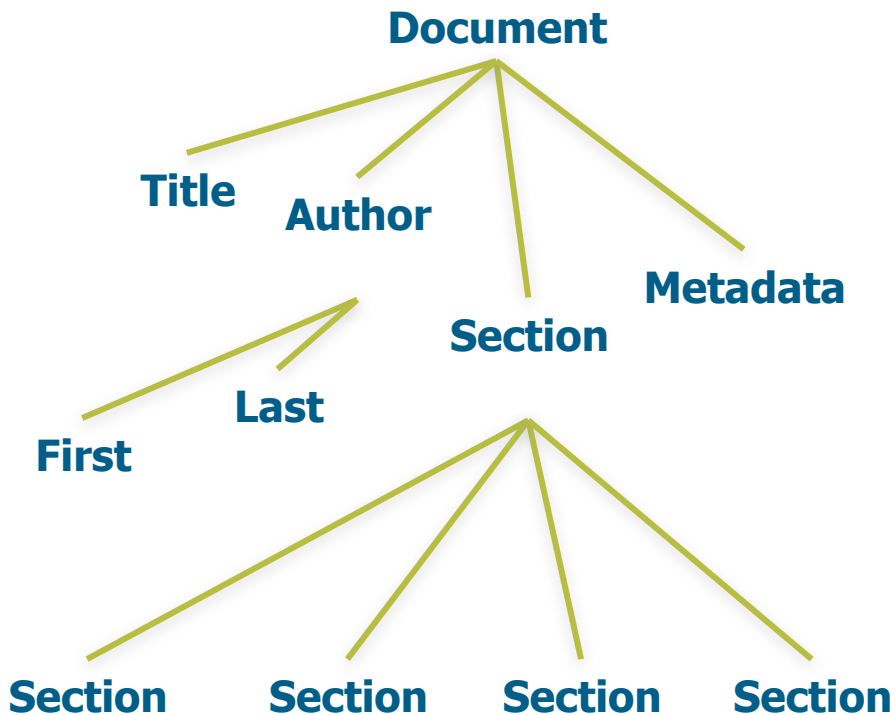 Document
Title
Author
Metadata
Section
Last
First
Section
Section
Section
Section